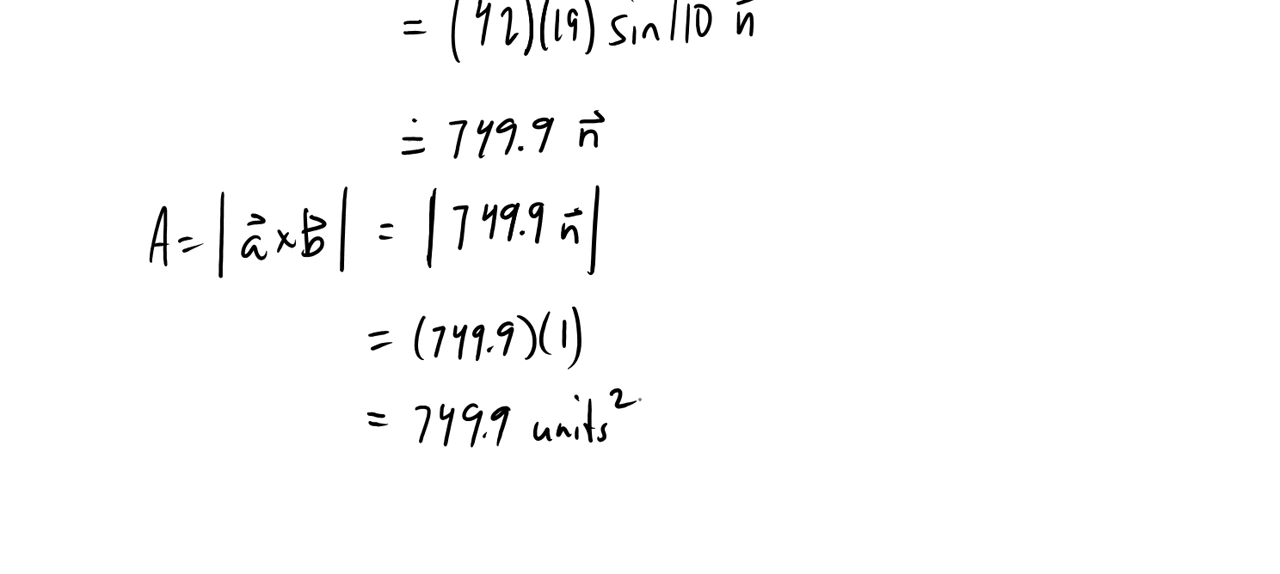 = (42)(19) sin 110 n⃗
≐ 749.9 n⃗
A = | a⃗ × b⃗ | = | 749.9 n⃗ |
= (749.9)(1)
= 749.9 units²